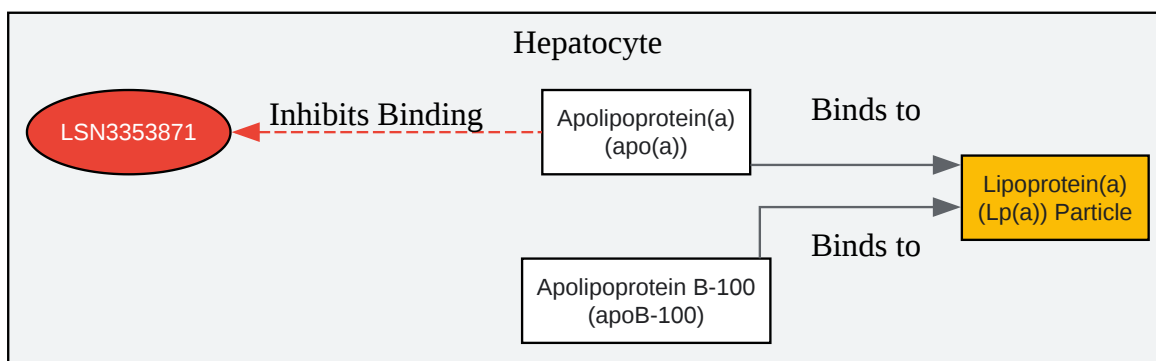 Hepatocyte
LSN3353871
Inhibits Binding
Apolipoprotein(a)
(apo(a))
Binds to
Lipoprotein(a)
(Lp(a)) Particle
Binds to
Apolipoprotein B-100
(apoB-100)